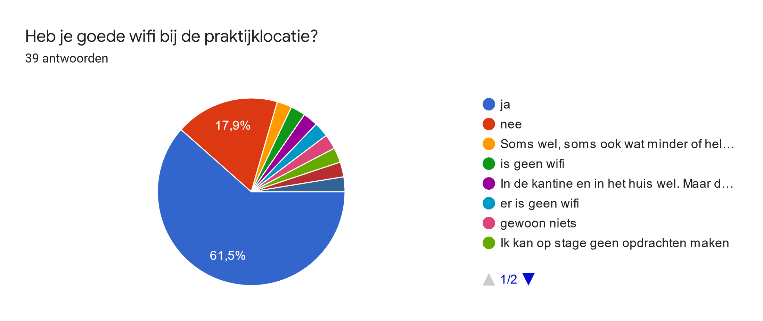 Heb je goede wifi bij de praktijklocatie?
39 antwoorden
17,9%
61,5%
ja
nee
Soms wel, soms ook wat minder of hel…
is geen wifi
In de kantine en in het huis wel. Maar d…
er is geen wifi
gewoon niets
Ik kan op stage geen opdrachten maken
1/2